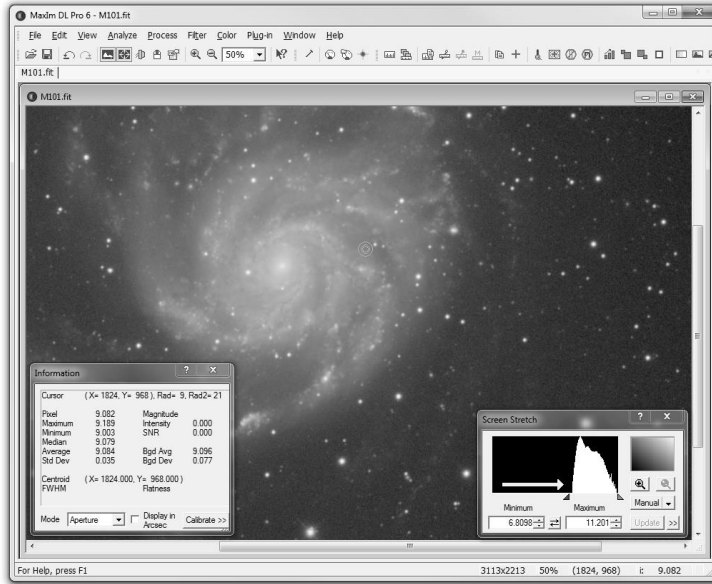 MaxIm DL Pro 6 - M101.fit
File Edit View Analyze Process Filter Color Plug-in Window Help
50%
M101.fit
M101.fit
Information
Cursor ( X= 1824, Y= 968 ), Rad= 9, Rad2= 21
Pixel 9.082 Magnitude
Maximum 9.189 Intensity 0.000
Minimum 9.003 SNR 0.000
Median 9.079
Average 9.084 Bgd Avg 9.096
Std Dev 0.035 Bgd Dev 0.077
Centroid ( X= 1824.000, Y= 968.000 )
FWHM Flatness
Mode Aperture Display in Arcsec Calibrate >>
Screen Stretch
Minimum Maximum Manual
6.8098 11.201 Update >>
For Help, press F1 3113x2213 50% (1824, 968) i: 9.082